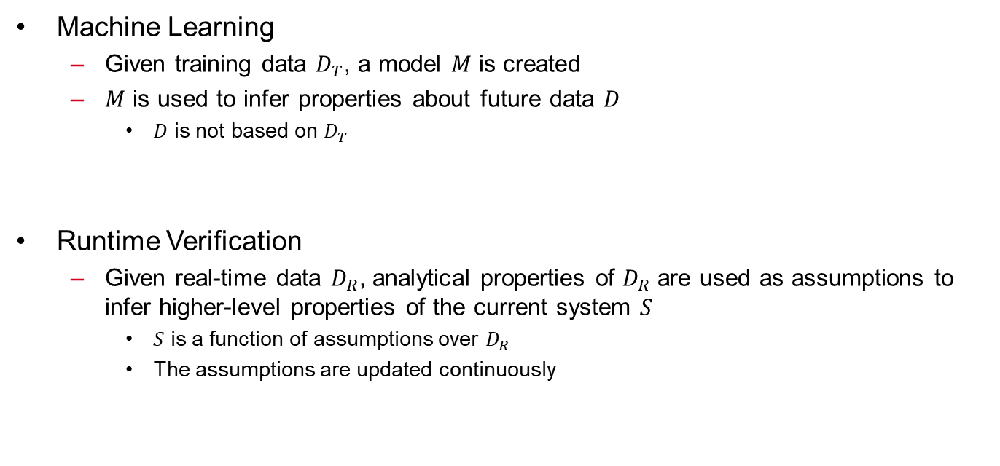 • Machine Learning
– Given training data D_T, a model M is created
– M is used to infer properties about future data D
• D is not based on D_T
• Runtime Verification
– Given real-time data D_R, analytical properties of D_R are used as assumptions to
infer higher-level properties of the current system S
• S is a function of assumptions over D_R
• The assumptions are updated continuously